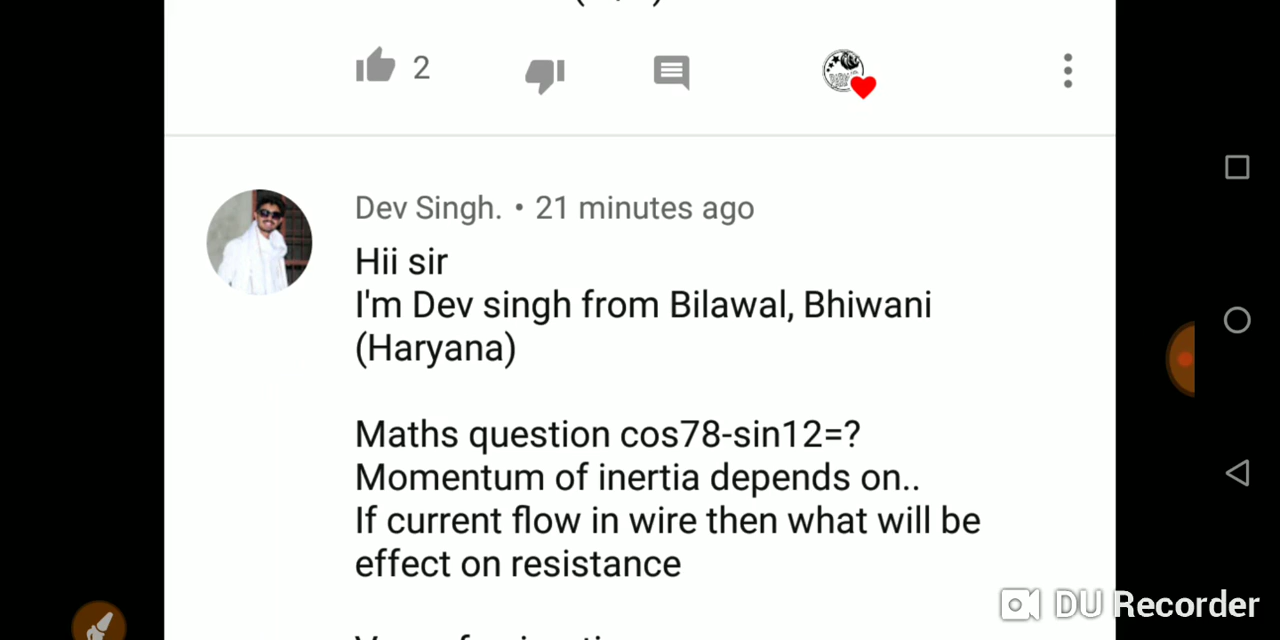 2
Dev Singh. • 21 minutes ago
Hii sir
I'm Dev singh from Bilawal, Bhiwani
(Haryana)
Maths question cos78-sin12=?
Momentum of inertia depends on..
If current flow in wire then what will be
effect on resistance
DU Recorder